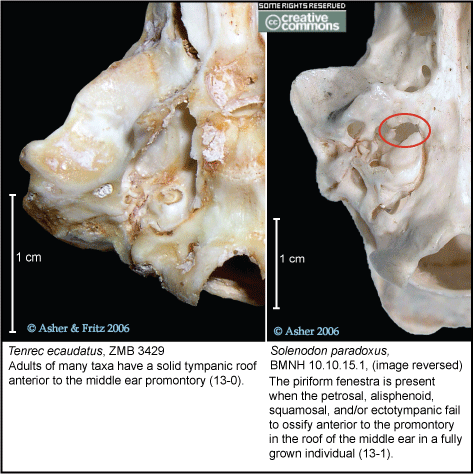 SOME RIGHTS RESERVED
cc creative
commons
1 cm
© Asher & Fritz 2006
1 cm
© Asher & Fritz 2006
Tenrec ecaudatus, ZMB 3429
Adults of many taxa have a solid tympanic roof
anterior to the middle ear promontory (13-0).
Solenodon paradoxus,
BMNH 10.10.15.1, (image reversed)
The piriform fenestra is present
when the petrosal, alisphenoid,
squamosal, and/or ectotympanic fail
to ossify anterior to the promontory
in the roof of the middle ear in a fully
grown individual (13-1).